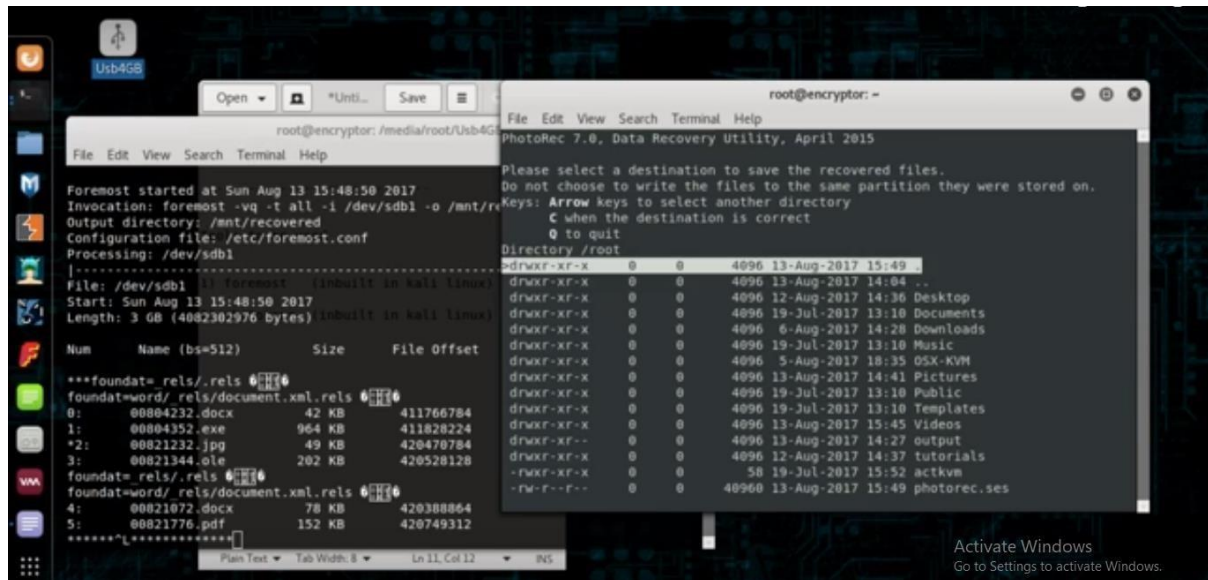 Usb4GB
Open
*Unti...
Save
root@encryptor: /media/root/Usb4G
File Edit View Search Terminal Help
Foremost started at Sun Aug 13 15:48:50 2017
Invocation: foremost -vq -t all -i /dev/sdb1 -o /mnt/re
Output directory: /mnt/recovered
Configuration file: /etc/foremost.conf
Processing: /dev/sdb1
|------------------------------------------------------
File: /dev/sdb1
1) foremost (inbuilt in kali linux)
Start: Sun Aug 13 15:48:50 2017
Length: 3 GB (4082302976 bytes)
(inbuilt in kali linux)
Num Name (bs=512) Size File Offset
***foundat=_rels/.rels
foundat=word/_rels/document.xml.rels
0: 00804232.docx 42 KB 411766784
1: 00804352.exe 964 KB 411828224
*2: 00821232.jpg 49 KB 420470784
3: 00821344.ole 202 KB 420528128
foundat=_rels/.rels
foundat=word/_rels/document.xml.rels
4: 00821072.docx 78 KB 420388864
5: 00821776.pdf 152 KB 420749312
******^L*************
Plain Text Tab Width: 8 Ln 11, Col 12 INS
root@encryptor: ~
File Edit View Search Terminal Help
PhotoRec 7.0, Data Recovery Utility, April 2015
Please select a destination to save the recovered files.
Do not choose to write the files to the same partition they were stored on.
Keys: Arrow keys to select another directory
C when the destination is correct
Q to quit
Directory /root
>drwxr-xr-x 0 0 4096 13-Aug-2017 15:49 .
drwxr-xr-x 0 0 4096 13-Aug-2017 14:04 ..
drwxr-xr-x 0 0 4096 12-Aug-2017 14:36 Desktop
drwxr-xr-x 0 0 4096 19-Jul-2017 13:10 Documents
drwxr-xr-x 0 0 4096 6-Aug-2017 14:28 Downloads
drwxr-xr-x 0 0 4096 19-Jul-2017 13:10 Music
drwxr-xr-x 0 0 4096 5-Aug-2017 18:35 OSX-KVM
drwxr-xr-x 0 0 4096 13-Aug-2017 14:41 Pictures
drwxr-xr-x 0 0 4096 19-Jul-2017 13:10 Public
drwxr-xr-x 0 0 4096 19-Jul-2017 13:10 Templates
drwxr-xr-x 0 0 4096 13-Aug-2017 15:45 Videos
drwxr-xr-- 0 0 4096 13-Aug-2017 14:27 output
drwxr-xr-x 0 0 4096 12-Aug-2017 14:37 tutorials
-rwxr-xr-x 0 0 58 19-Jul-2017 15:52 actkvm
-rw-r--r-- 0 0 40960 13-Aug-2017 15:49 photorec.ses
Activate Windows
Go to Settings to activate Windows.
vm